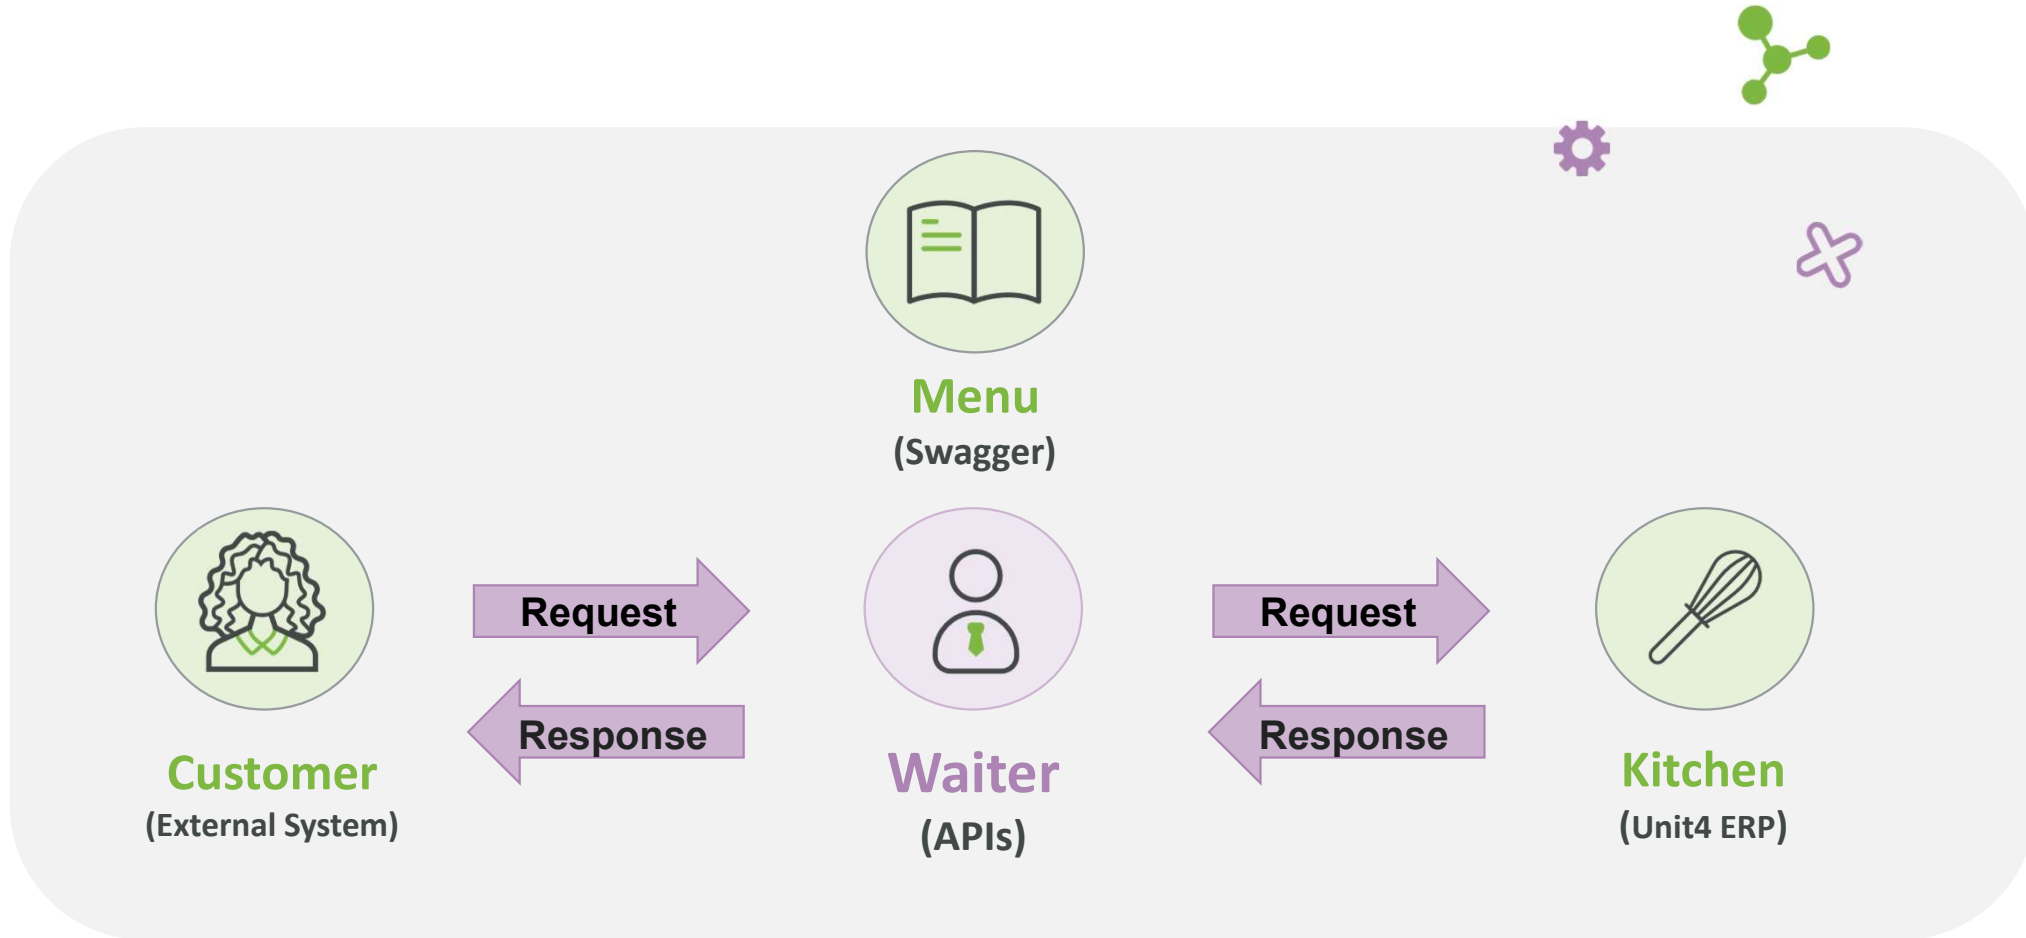 Menu
(Swagger)
Request
Request
Response
Response
Customer
(External System)
Waiter
(APIs)
Kitchen
(Unit4 ERP)